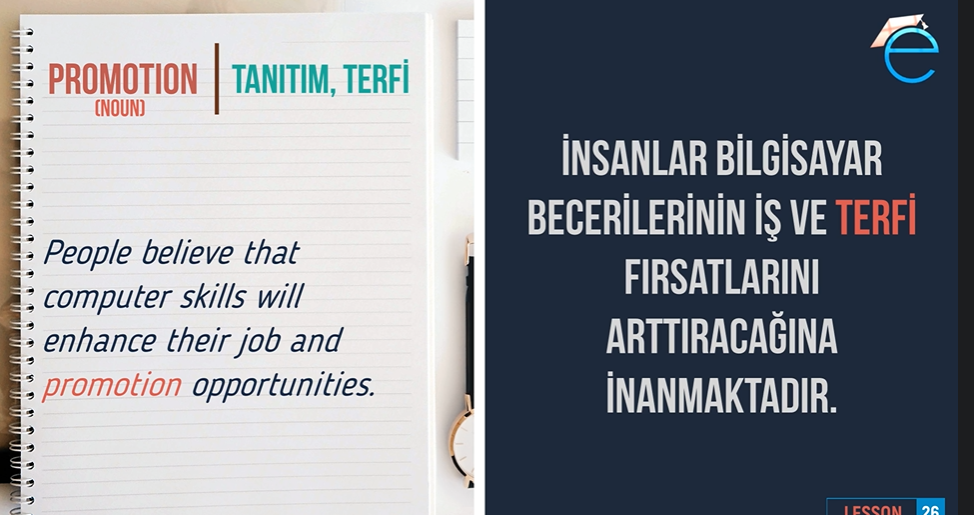 PROMOTION
(NOUN)
TANITIM, TERFİ
People believe that
computer skills will
enhance their job and
promotion opportunities.
e
İNSANLAR BİLGİSAYAR
BECERİLERİNİN İŞ VE TERFİ
FIRSATLARINI
ARTTIRACAĞINA
İNANMAKTADIR.
LESSON 26